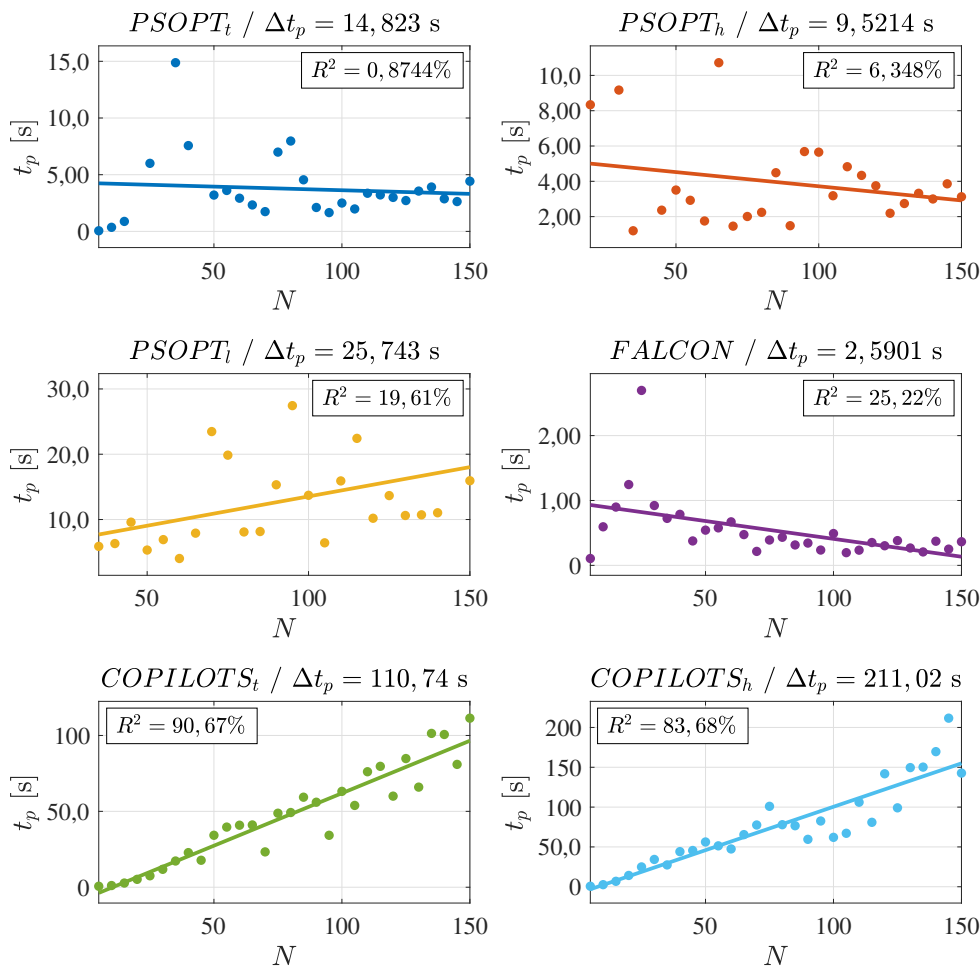 PSOPT_t / Δt_p = 14,823 s
R² = 0,8744%
15,0
10,0
5,00
0
t_p [s]
50
100
150
N
PSOPT_h / Δt_p = 9,5214 s
R² = 6,348%
10,0
8,00
6,00
4,00
2,00
t_p [s]
50
100
150
N
PSOPT_l / Δt_p = 25,743 s
R² = 19,61%
30,0
20,0
10,0
t_p [s]
50
100
150
N
FALCON / Δt_p = 2,5901 s
R² = 25,22%
2,00
1,00
0
t_p [s]
50
100
150
N
COPILOTS_t / Δt_p = 110,74 s
R² = 90,67%
100
50,0
0
t_p [s]
50
100
150
N
COPILOTS_h / Δt_p = 211,02 s
R² = 83,68%
200
150
100
50,0
0
t_p [s]
50
100
150
N